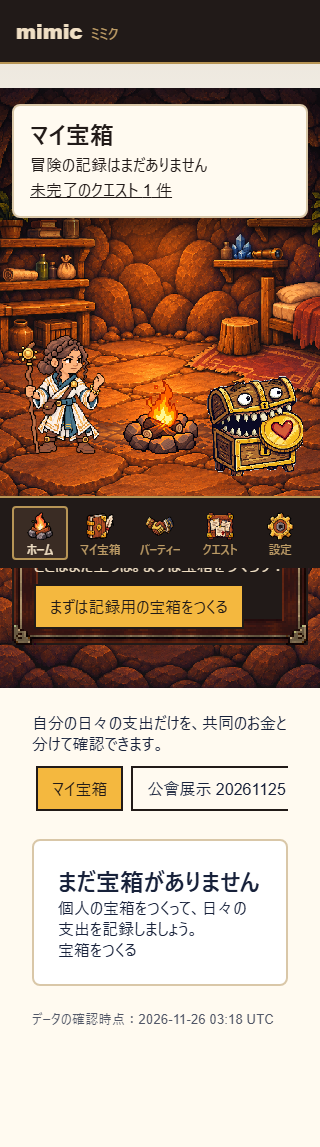 mimic ミミク
マイ宝箱
冒険の記録はまだありません
未完了のクエスト 1 件
ホーム
マイ宝箱
パーティー
クエスト
設定
まずは記録用の宝箱をつくる
自分の日々の支出だけを、共同のお金と
分けて確認できます。
マイ宝箱
公會展示 20261125
まだ宝箱がありません
個人の宝箱をつくって、日々の
支出を記録しましょう。
宝箱をつくる
データの確認時点：2026-11-26 03:18 UTC